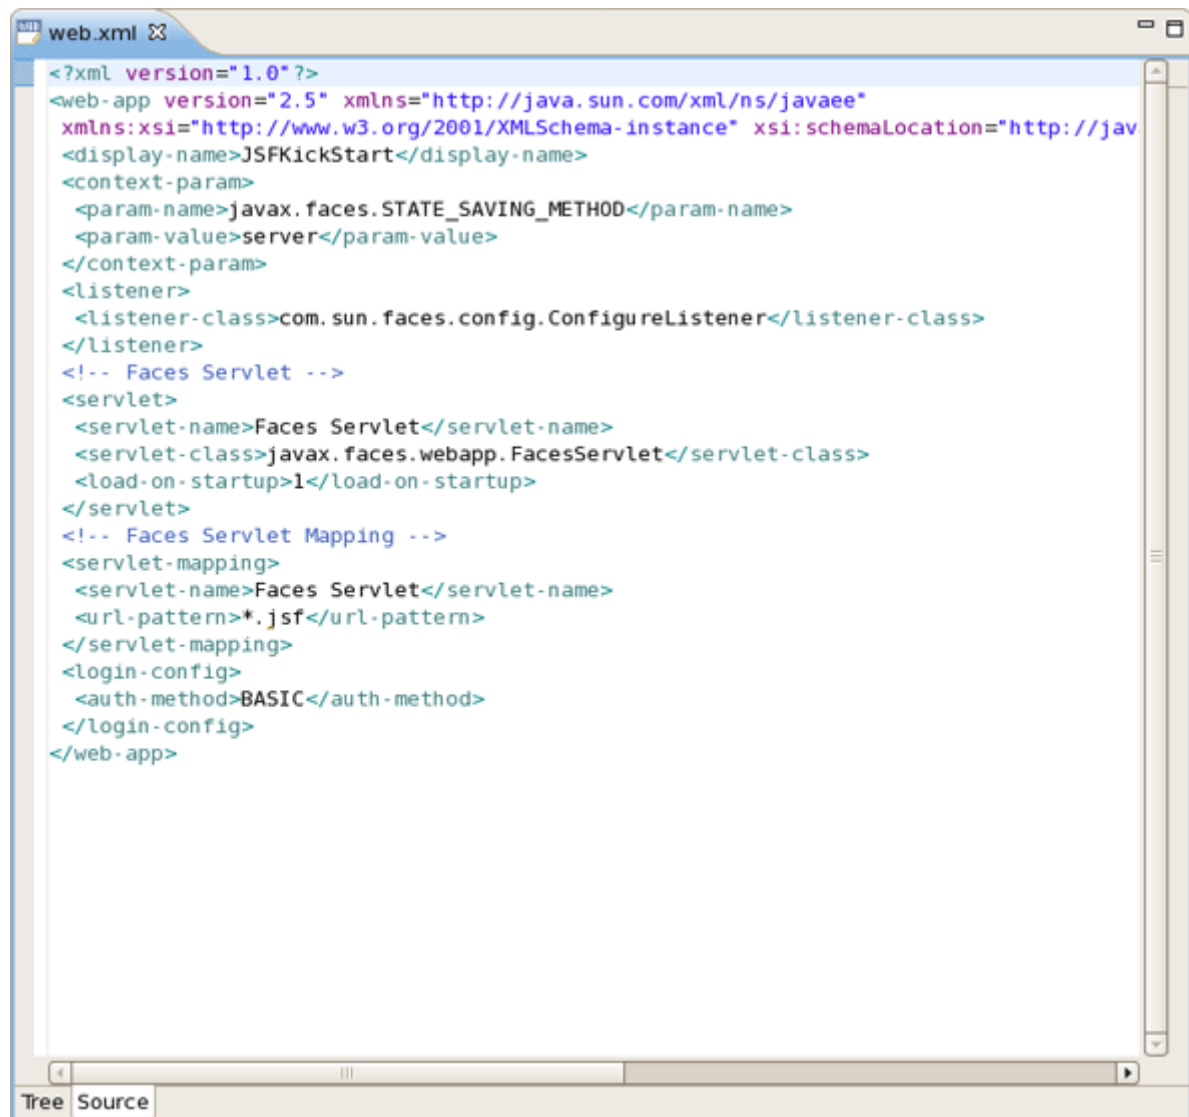 web.xml
<?xml version="1.0"?>
<web-app version="2.5" xmlns="http://java.sun.com/xml/ns/javaee"
 xmlns:xsi="http://www.w3.org/2001/XMLSchema-instance" xsi:schemaLocation="http://jav
 <display-name>JSFKickStart</display-name>
 <context-param>
  <param-name>javax.faces.STATE_SAVING_METHOD</param-name>
  <param-value>server</param-value>
 </context-param>
 <listener>
  <listener-class>com.sun.faces.config.ConfigureListener</listener-class>
 </listener>
 <!-- Faces Servlet -->
 <servlet>
  <servlet-name>Faces Servlet</servlet-name>
  <servlet-class>javax.faces.webapp.FacesServlet</servlet-class>
  <load-on-startup>1</load-on-startup>
 </servlet>
 <!-- Faces Servlet Mapping -->
 <servlet-mapping>
  <servlet-name>Faces Servlet</servlet-name>
  <url-pattern>*.jsf</url-pattern>
 </servlet-mapping>
 <login-config>
  <auth-method>BASIC</auth-method>
 </login-config>
</web-app>
Tree Source